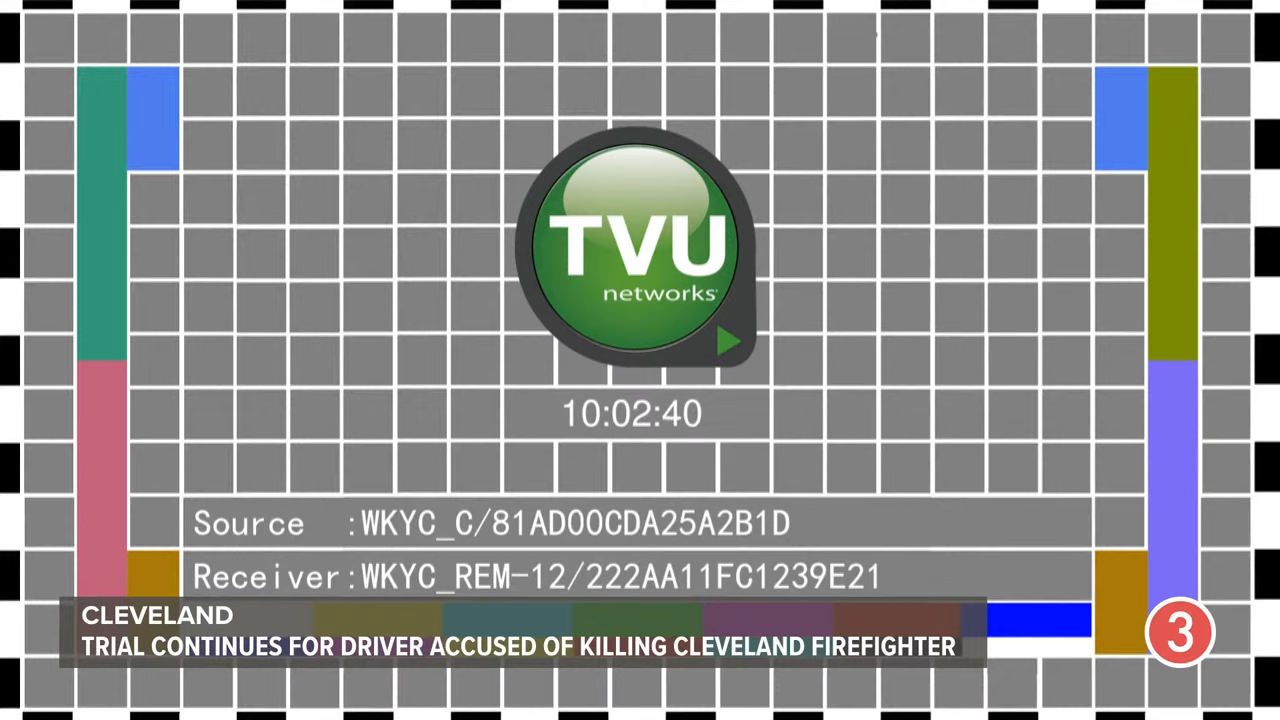 TVU
networks
10:02:40
Source :WKYC_C/81AD00CDA25A2B1D
Receiver:WKYC_REM-12/222AA11FC1239E21
CLEVELAND
TRIAL CONTINUES FOR DRIVER ACCUSED OF KILLING CLEVELAND FIREFIGHTER
3